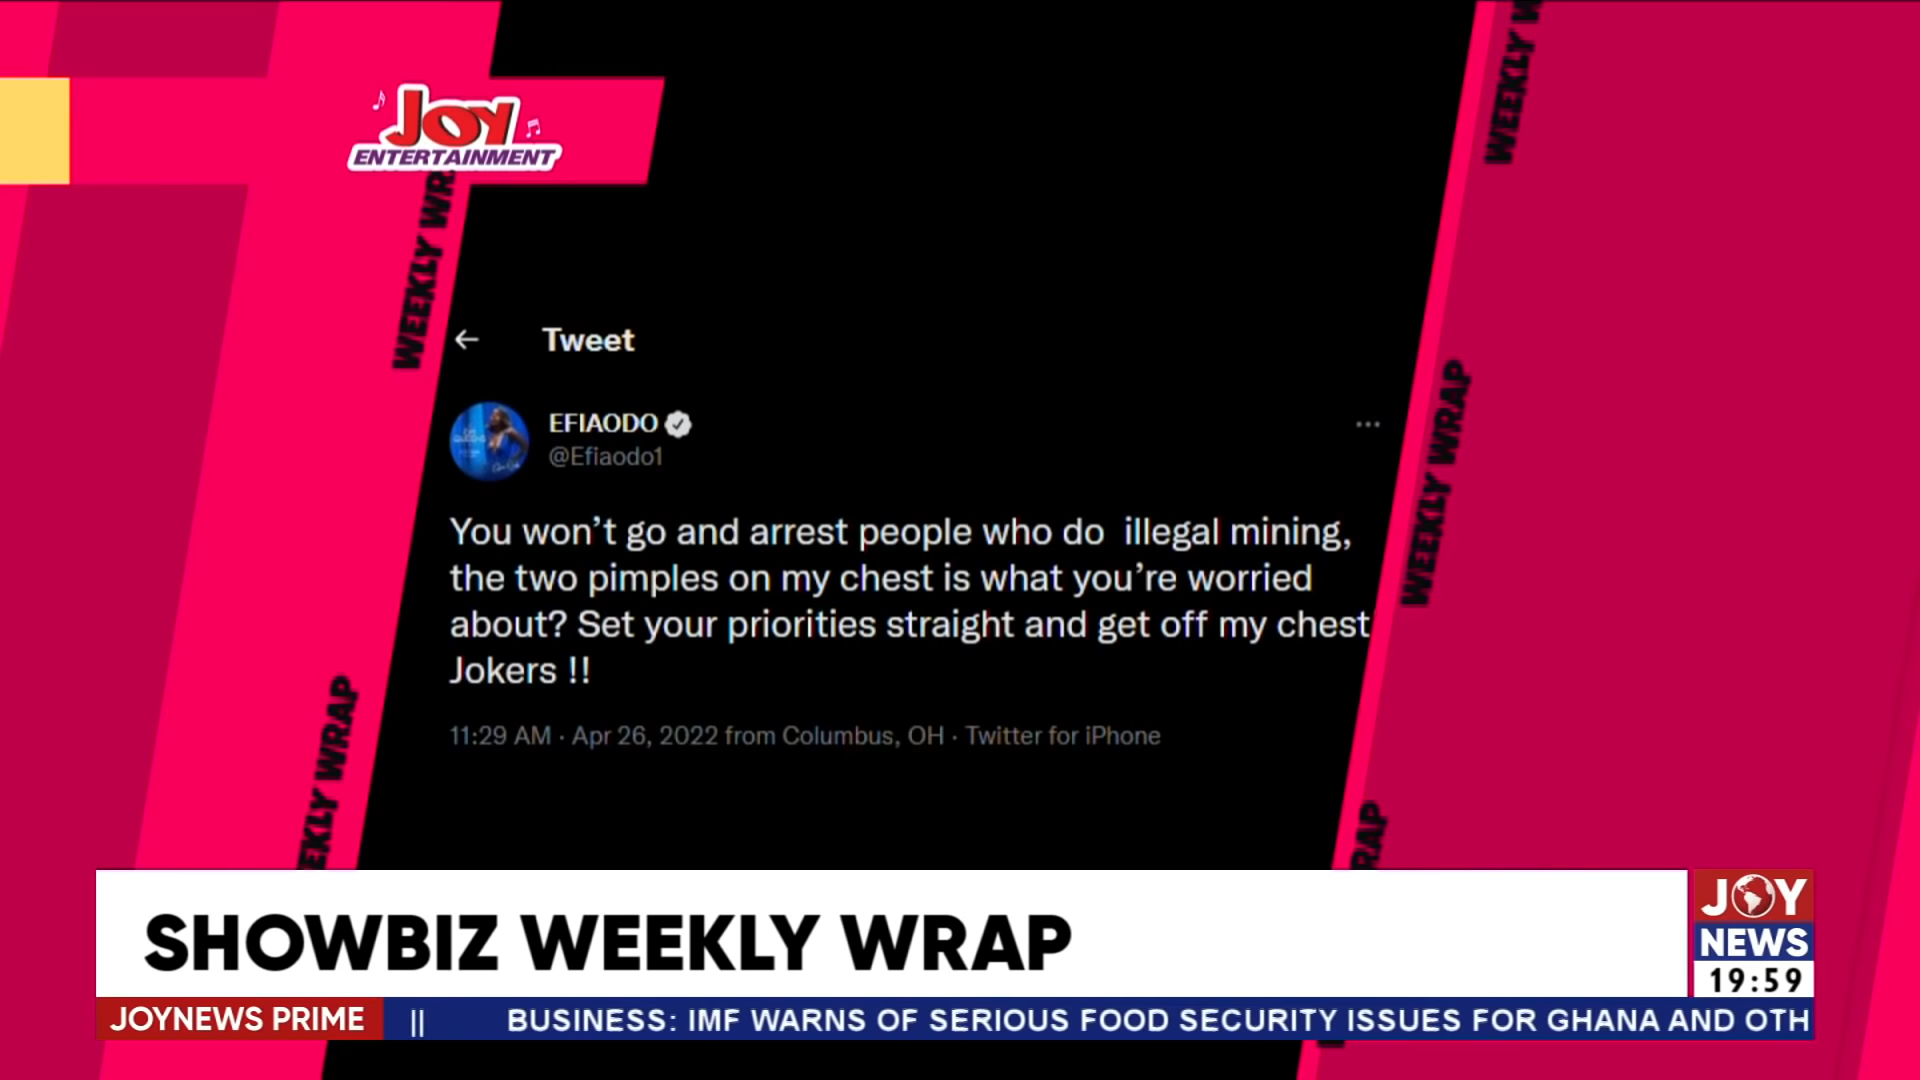 WEEKLY W
JOY
ENTERTAINMENT
WEEKLY WR
← Tweet
EFIAODO
@Efiaodo1
...
You won’t go and arrest people who do  illegal mining,
the two pimples on my chest is what you’re worried
about? Set your priorities straight and get off my chest
Jokers !!
11:29 AM · Apr 26, 2022 from Columbus, OH · Twitter for iPhone
WEEKLY WRAP
EKLY WRAP
RAP
SHOWBIZ WEEKLY WRAP
JOY
NEWS
19:59
JOYNEWS PRIME || BUSINESS: IMF WARNS OF SERIOUS FOOD SECURITY ISSUES FOR GHANA AND OTH